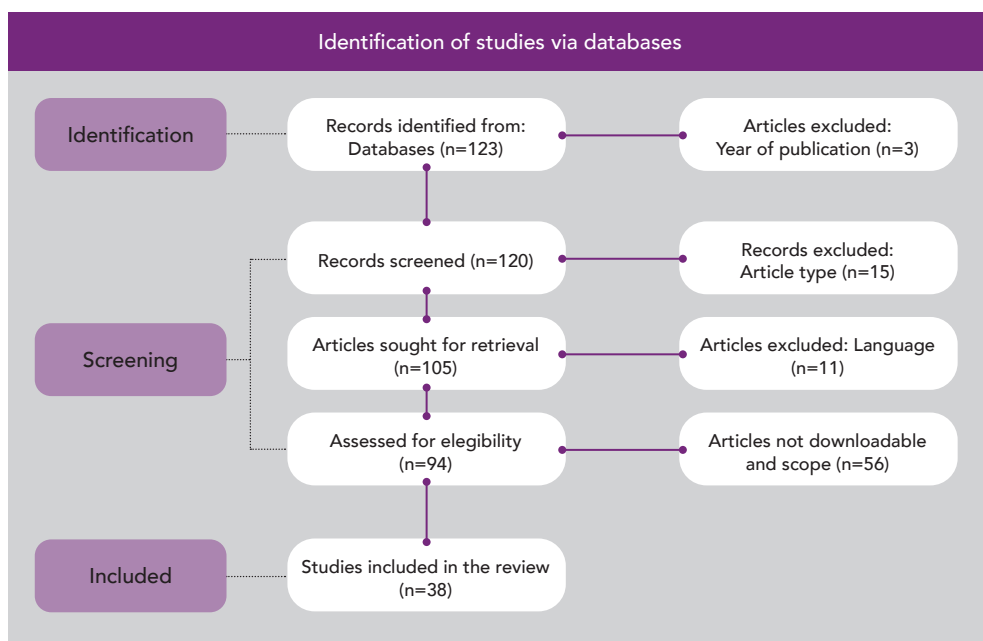 Identification of studies via databases
Identification
Records identified from:
Databases (n=123)
Articles excluded:
Year of publication (n=3)
Screening
Records screened (n=120)
Records excluded:
Article type (n=15)
Articles sought for retrieval
(n=105)
Articles excluded: Language
(n=11)
Assessed for elegibility
(n=94)
Articles not downloadable
and scope (n=56)
Included
Studies included in the review
(n=38)